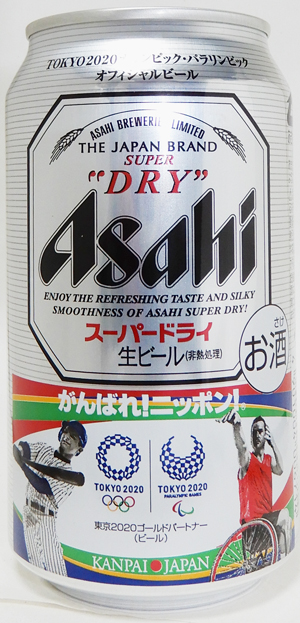 TOKYO2020 ピック・パラリンピック
オフィシャルビール
ASAHI BREWERIES LIMITED
THE JAPAN BRAND
SUPER
"DRY"
Asahi
ENJOY THE REFRESHING TASTE AND SILKY
SMOOTHNESS OF ASAHI SUPER DRY!
スーパードライ
生ビール(非熱処理)
さけ
お酒
がんばれ!ニッポン!
TOKYO 2020
TOKYO 2020
PARALYMPIC GAMES
東京2020ゴールドパートナー
(ビール)
KANPAI JAPAN